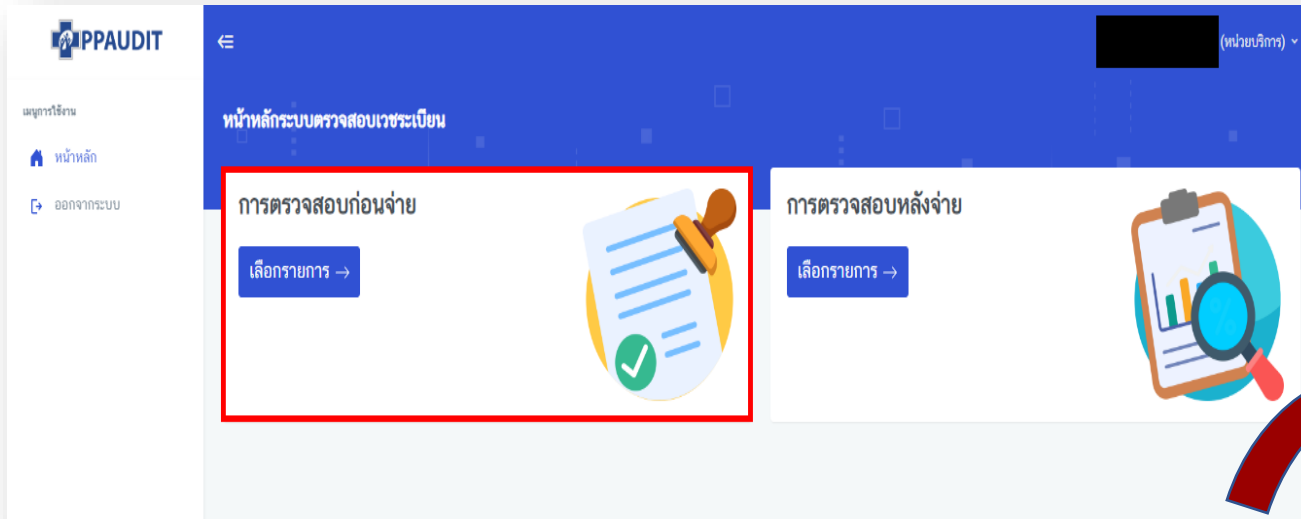 PPAUDIT
(หน่วยบริการ)
เมนูการใช้งาน
หน้าหลัก
ออกจากระบบ
หน้าหลักระบบตรวจสอบเวชระเบียน
การตรวจสอบก่อนจ่าย
เลือกรายการ →
การตรวจสอบหลังจ่าย
เลือกรายการ →